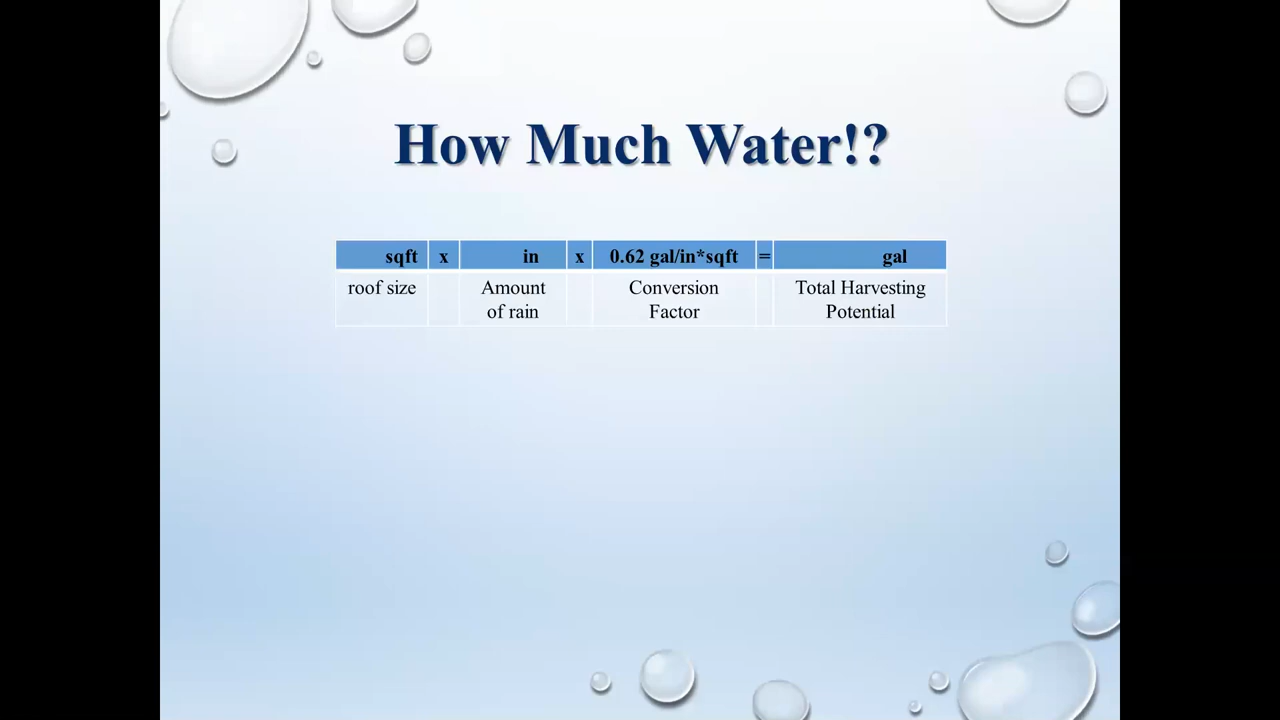 How Much Water!?
sqft x in x 0.62 gal/in*sqft = gal
roof size Amount of rain Conversion Factor Total Harvesting Potential